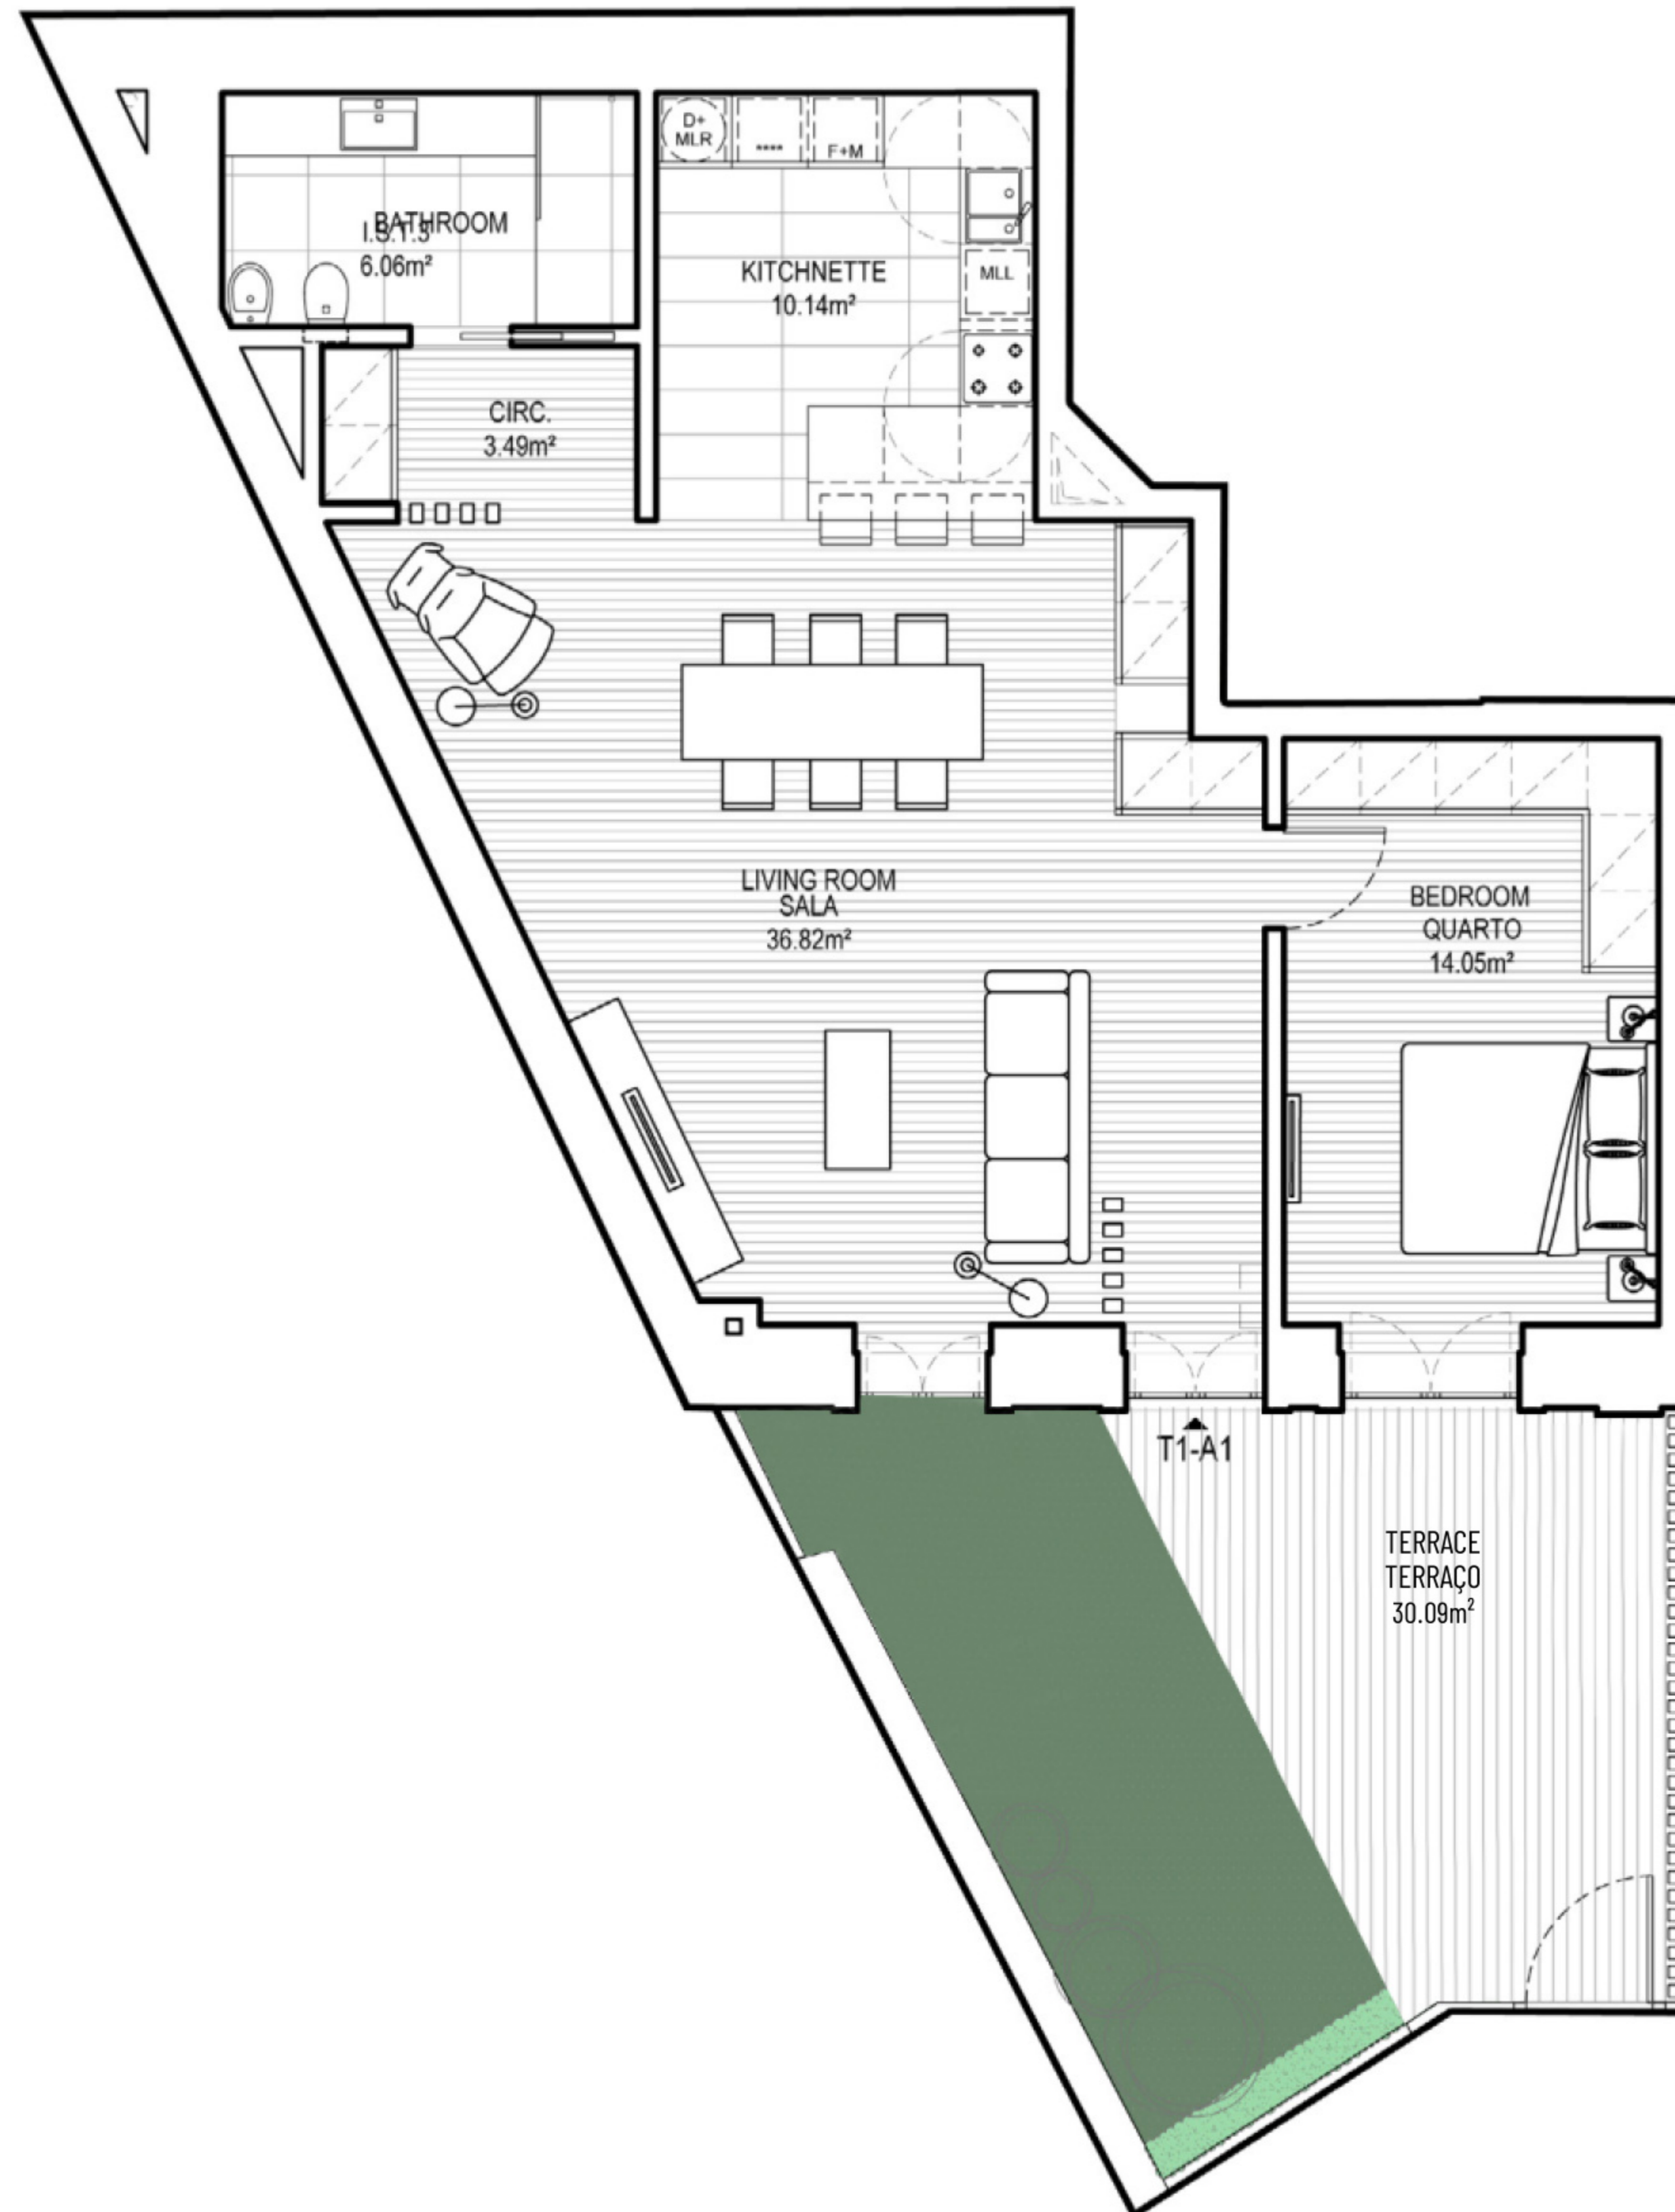 D+
MLR
****
F+M
BATHROOM
I.S.T.3
6.06m²
KITCHNETTE
10.14m²
MLL
CIRC.
3.49m²
LIVING ROOM
SALA
36.82m²
BEDROOM
QUARTO
14.05m²
T1-A1
TERRACE
TERRAÇO
30.09m²